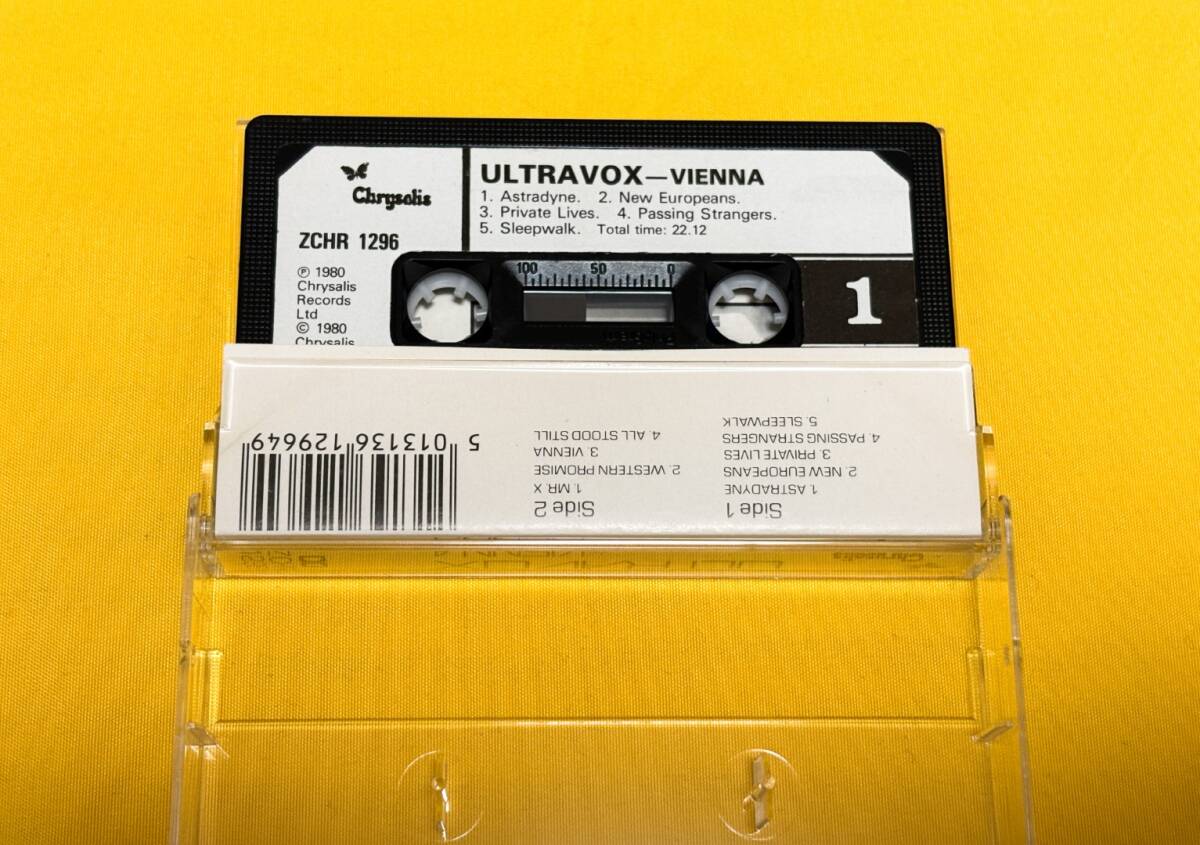 Chrysalis
ZCHR 1296
℗ 1980
Chrysalis
Records
Ltd
© 1980
Chrysalis
ULTRAVOX—VIENNA
1. Astradyne. 2. New Europeans.
3. Private Lives. 4. Passing Strangers.
5. Sleepwalk. Total time: 22.12
100 50 0
1
Side 1
1. ASTRADYNE
2. NEW EUROPEANS
3. PRIVATE LIVES
4. PASSING STRANGERS
5. SLEEPWALK
Side 2
1. MR. X
2. WESTERN PROMISE
3. VIENNA
4. ALL STOOD STILL
5 013136 129649
Chrysalis
ULTRAVOX